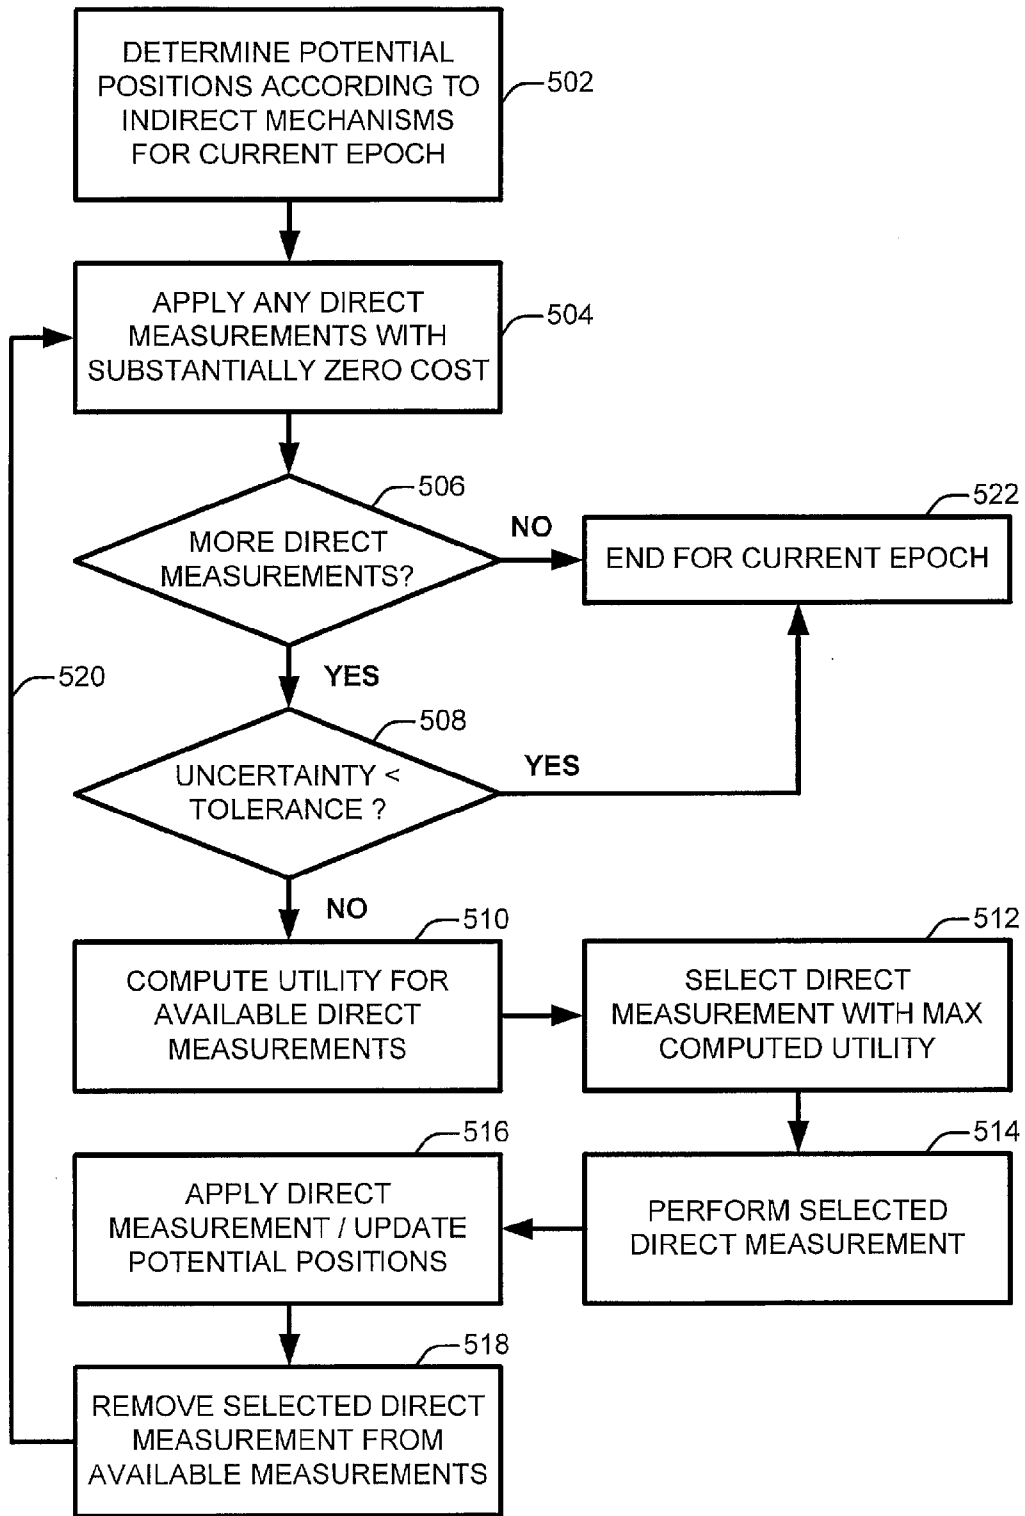 DETERMINE POTENTIAL
POSITIONS ACCORDING TO
INDIRECT MECHANISMS
FOR CURRENT EPOCH
502
APPLY ANY DIRECT
MEASUREMENTS WITH
SUBSTANTIALLY ZERO COST
504
506
MORE DIRECT
MEASUREMENTS?
NO
522
END FOR CURRENT EPOCH
520
YES
508
UNCERTAINTY <
TOLERANCE ?
YES
NO
510
COMPUTE UTILITY FOR
AVAILABLE DIRECT
MEASUREMENTS
512
SELECT DIRECT
MEASUREMENT WITH MAX
COMPUTED UTILITY
514
PERFORM SELECTED
DIRECT MEASUREMENT
516
APPLY DIRECT
MEASUREMENT / UPDATE
POTENTIAL POSITIONS
518
REMOVE SELECTED DIRECT
MEASUREMENT FROM
AVAILABLE MEASUREMENTS